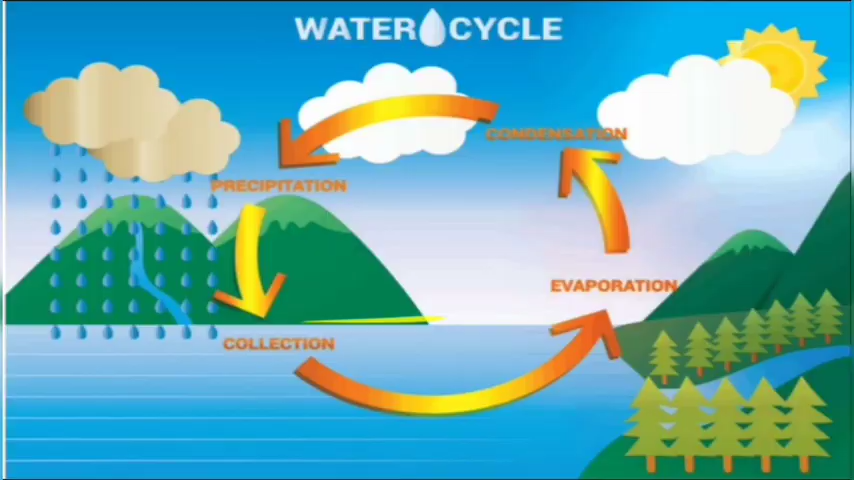 WATER CYCLE
CONDENSATION
PRECIPITATION
EVAPORATION
COLLECTION